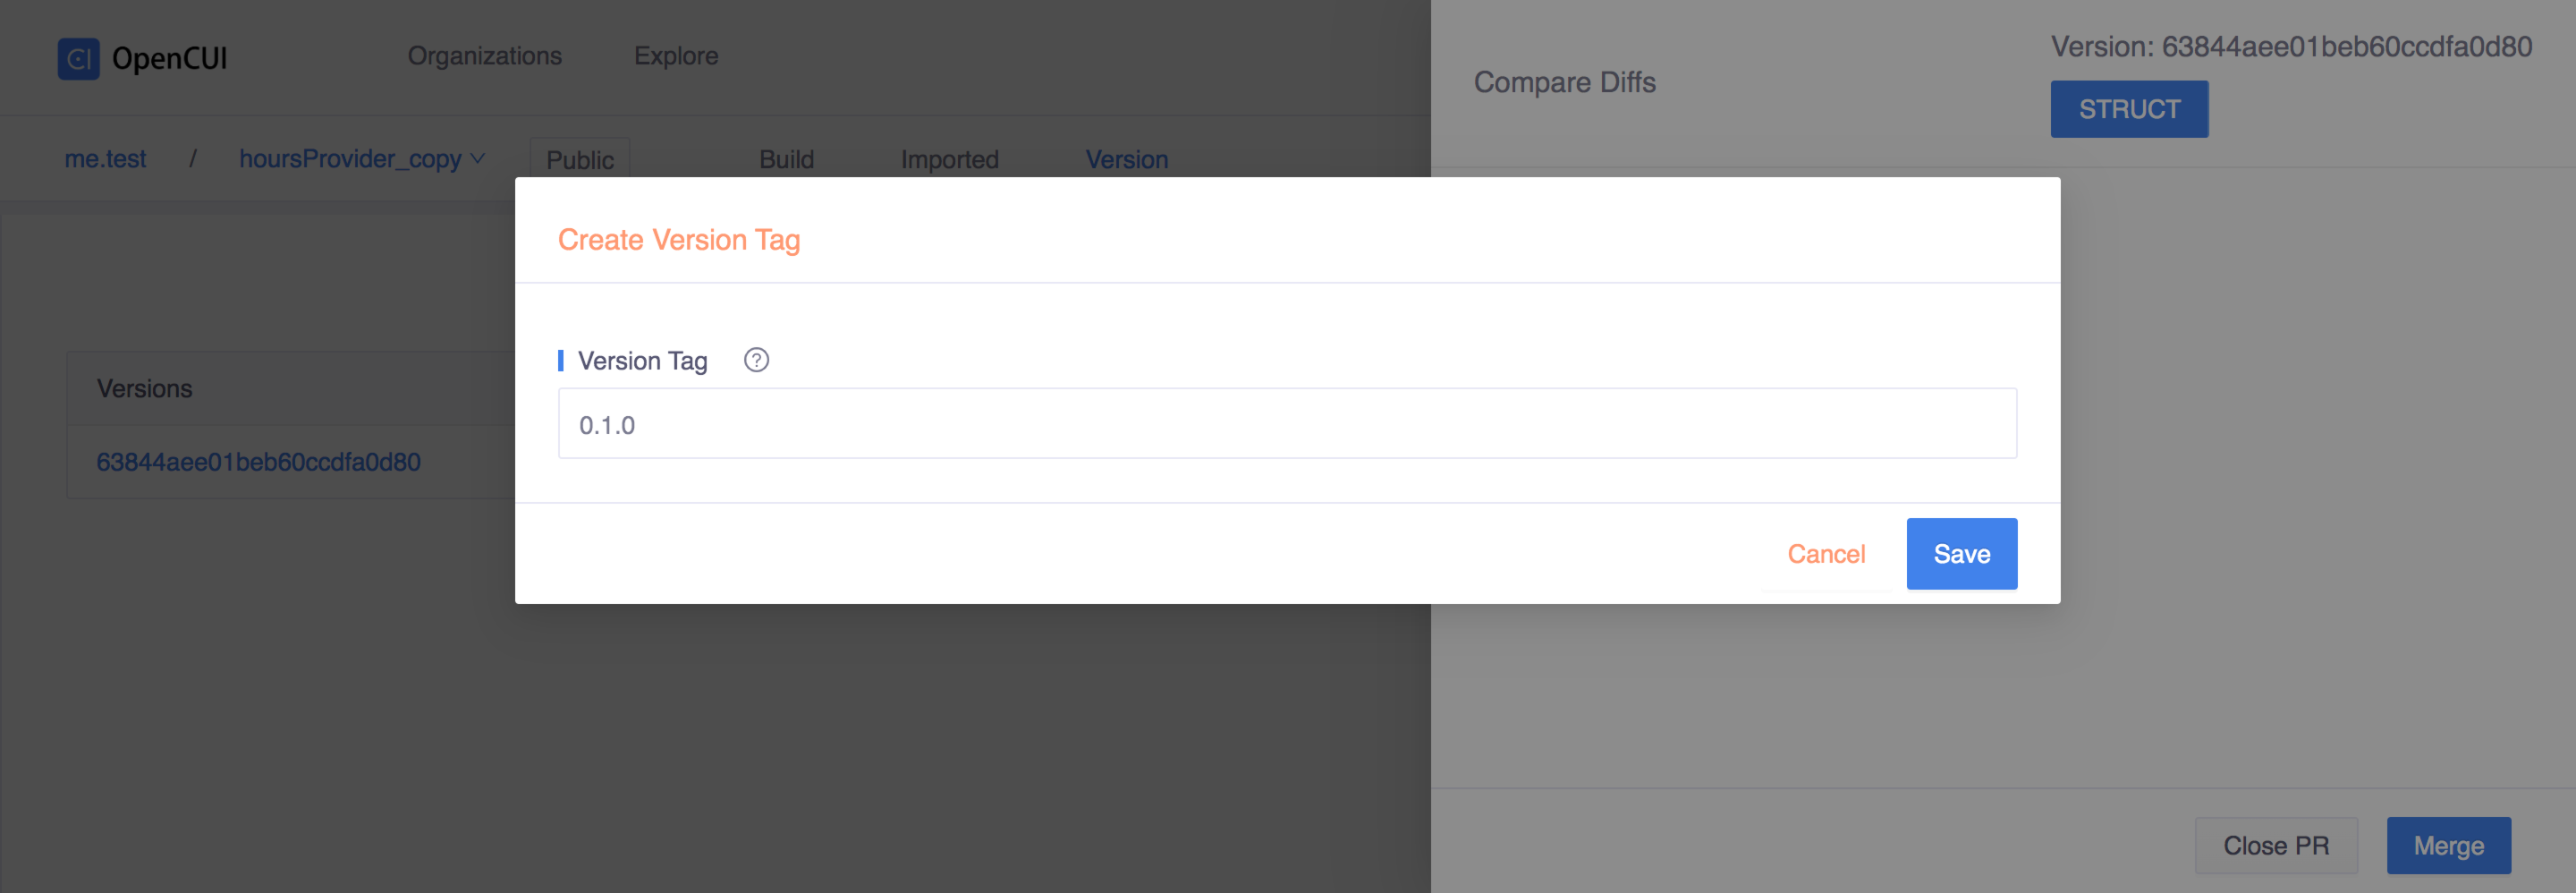 CI OpenCUI
Organizations
Explore
Compare Diffs
Version: 63844aee01beb60ccdfa0d80
STRUCT
me.test / hoursProvider_copy
Public
Build
Imported
Version
Create Version Tag
Version Tag ?
0.1.0
Cancel
Save
Versions
63844aee01beb60ccdfa0d80
Close PR
Merge